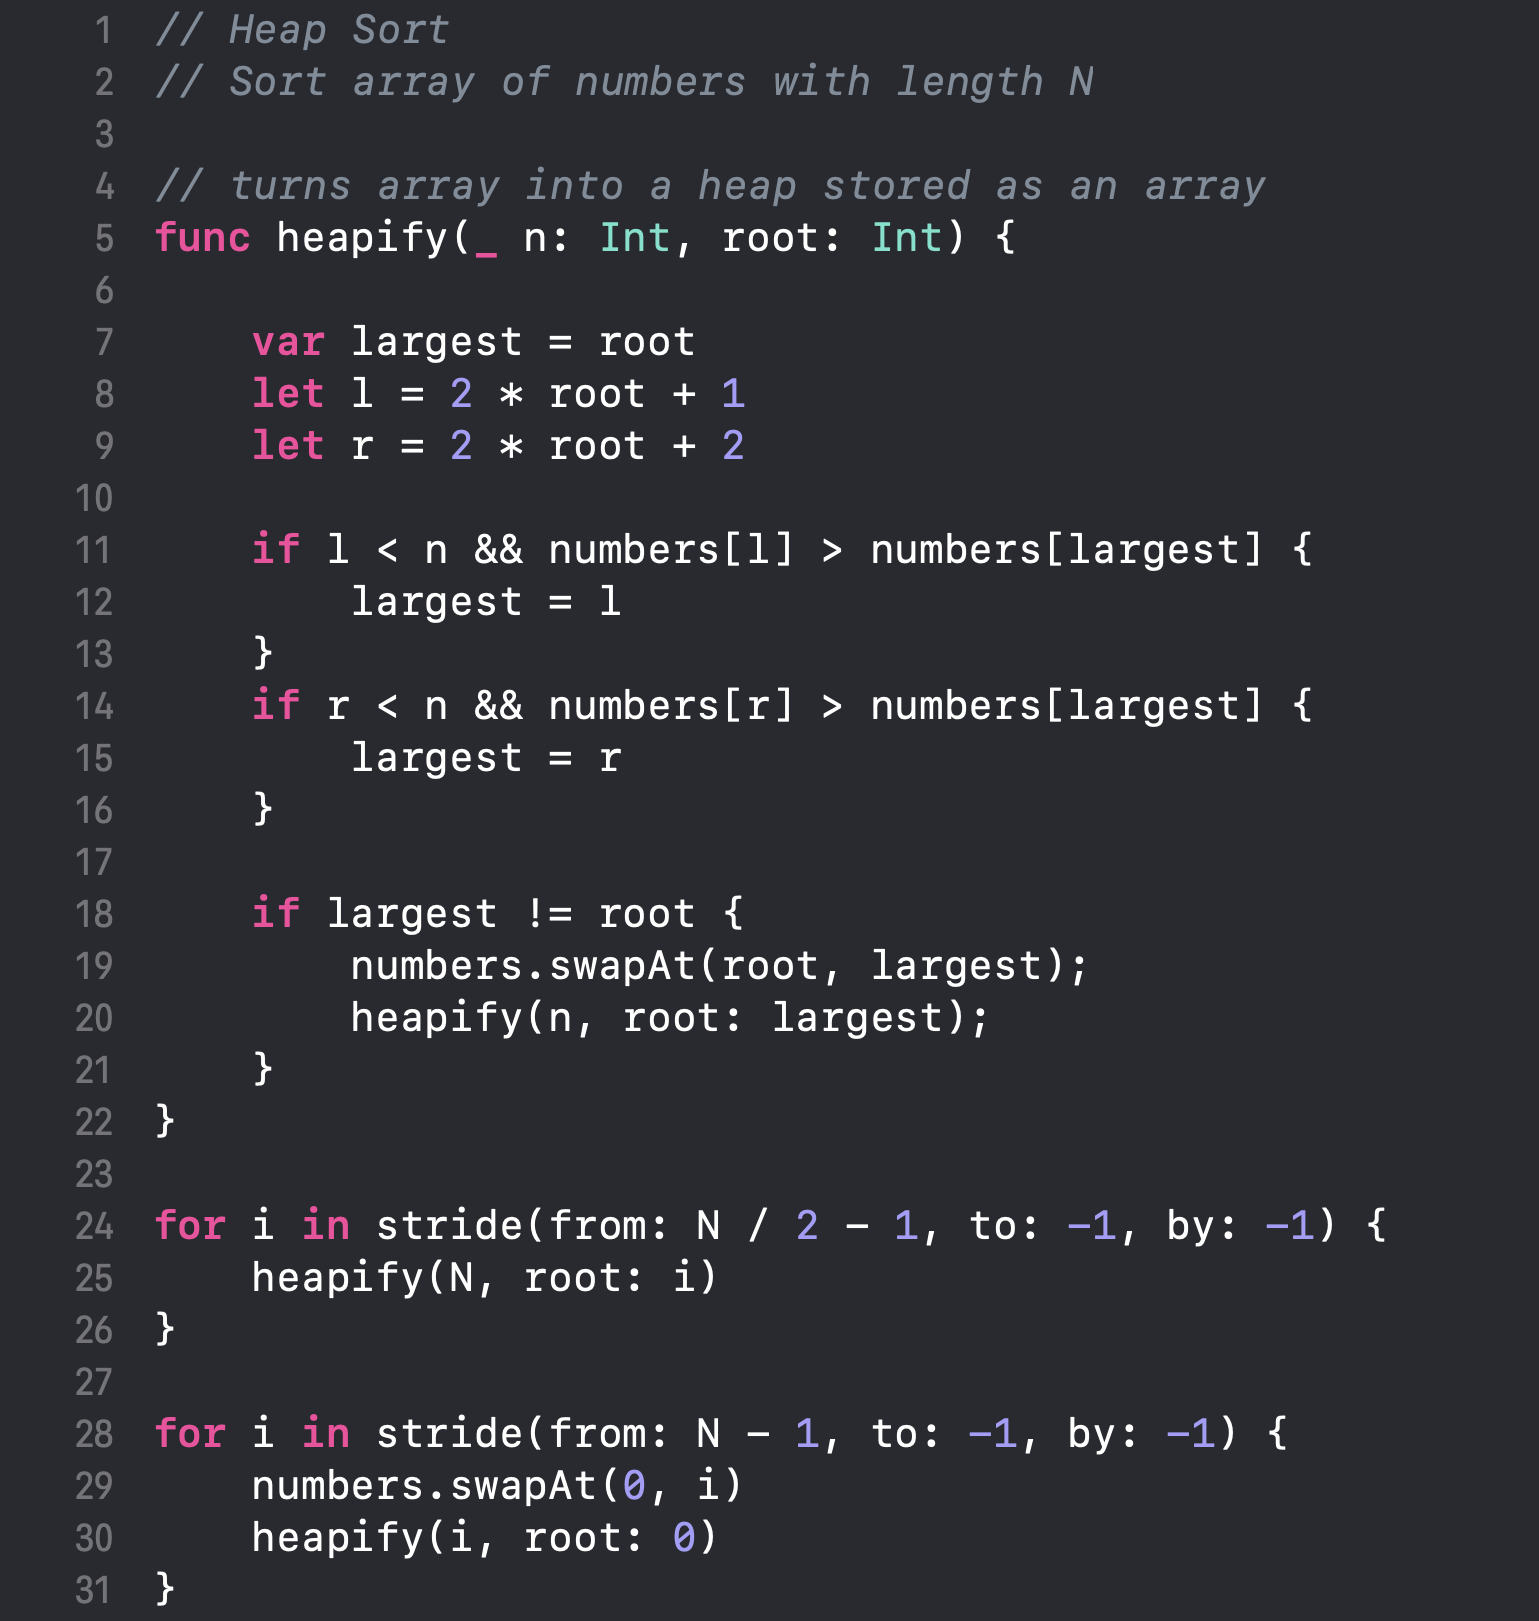 1 // Heap Sort
2 // Sort array of numbers with length N
3
4 // turns array into a heap stored as an array
5 func heapify(_ n: Int, root: Int) {
6
7     var largest = root
8     let l = 2 * root + 1
9     let r = 2 * root + 2
10
11     if l < n && numbers[l] > numbers[largest] {
12         largest = l
13     }
14     if r < n && numbers[r] > numbers[largest] {
15         largest = r
16     }
17
18     if largest != root {
19         numbers.swapAt(root, largest);
20         heapify(n, root: largest);
21     }
22 }
23
24 for i in stride(from: N / 2 - 1, to: -1, by: -1) {
25     heapify(N, root: i)
26 }
27
28 for i in stride(from: N - 1, to: -1, by: -1) {
29     numbers.swapAt(0, i)
30     heapify(i, root: 0)
31 }